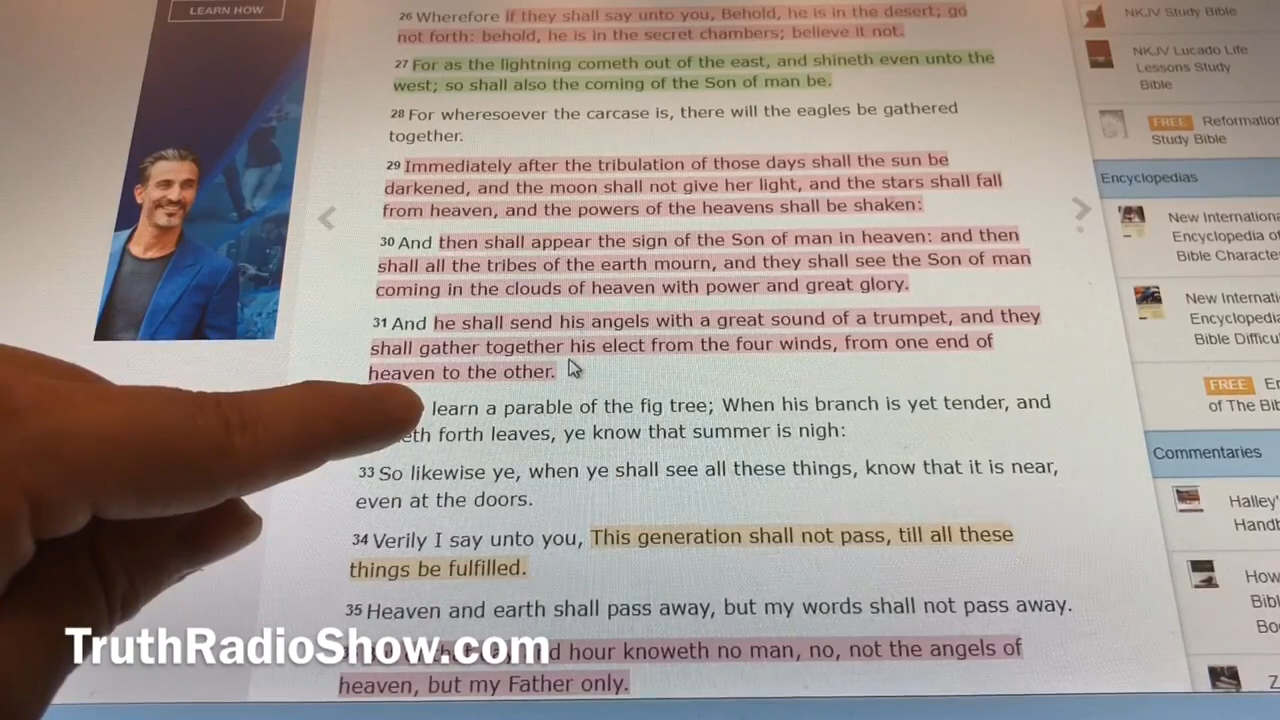 LEARN HOW
26 Wherefore if they shall say unto you, Behold, he is in the desert; go
not forth: behold, he is in the secret chambers; believe it not.
27 For as the lightning cometh out of the east, and shineth even unto the
west; so shall also the coming of the Son of man be.
28 For wheresoever the carcase is, there will the eagles be gathered
together.
29 Immediately after the tribulation of those days shall the sun be
darkened, and the moon shall not give her light, and the stars shall fall
from heaven, and the powers of the heavens shall be shaken:
30 And then shall appear the sign of the Son of man in heaven: and then
shall all the tribes of the earth mourn, and they shall see the Son of man
coming in the clouds of heaven with power and great glory.
31 And he shall send his angels with a great sound of a trumpet, and they
shall gather together his elect from the four winds, from one end of
heaven to the other.
learn a parable of the fig tree; When his branch is yet tender, and
eth forth leaves, ye know that summer is nigh:
33 So likewise ye, when ye shall see all these things, know that it is near,
even at the doors.
34 Verily I say unto you, This generation shall not pass, till all these
things be fulfilled.
35 Heaven and earth shall pass away, but my words shall not pass away.
hour knoweth no man, no, not the angels of
heaven, but my Father only.
TruthRadioShow.com
NKJV Study Bible
NKJV Lucado Life
Lessons Study
Bible
FREE Reformation
Study Bible
Encyclopedias
New Internationa
Encyclopedia of
Bible Characte
New Internati
Encyclopedia
Bible Difficu
FREE
of The Bib
Commentaries
Halley'
Handb
How
Bibl
Bo